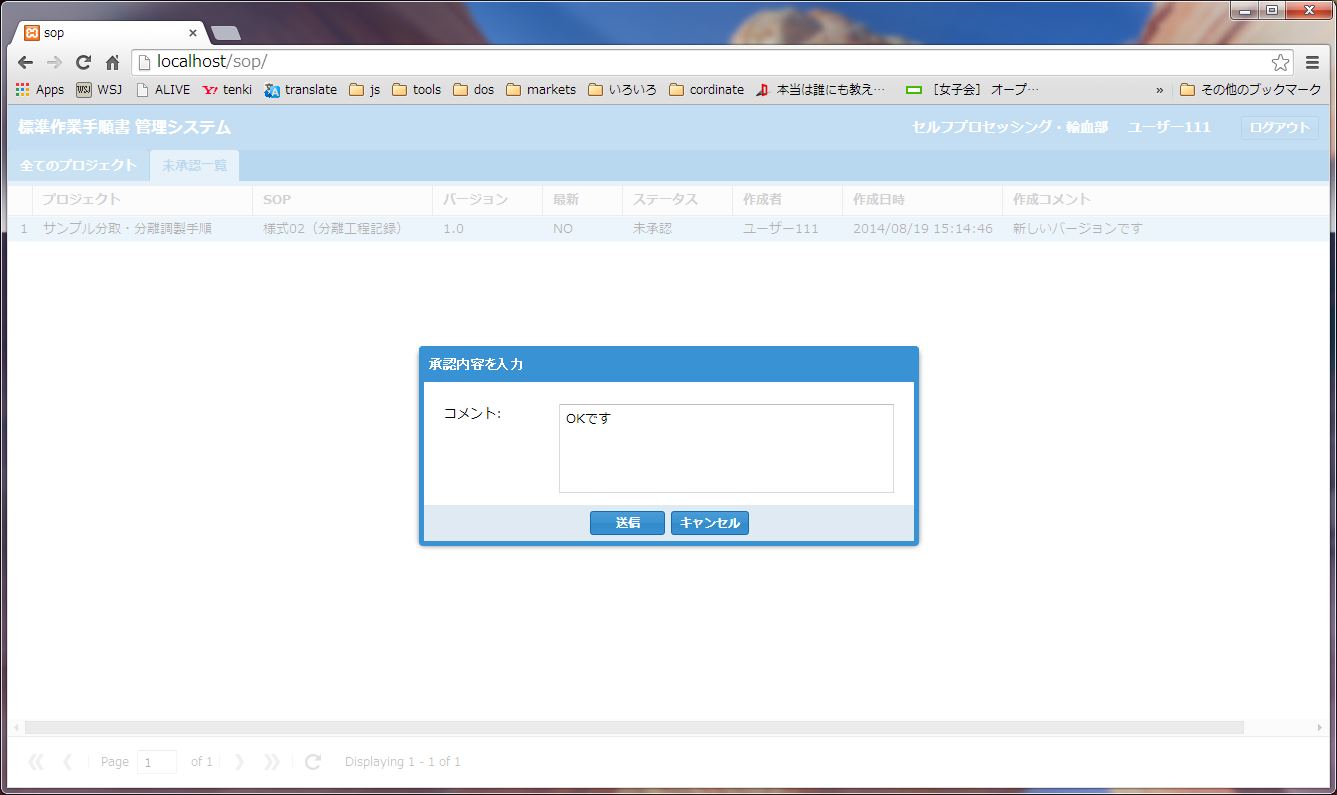 sop
localhost/sop/
Apps WSJ WSJ ALIVE Y! tenki translate js tools dos markets いろいろ cordinate 本当は誰にも教え… [女子会] オープ… » その他のブックマーク
標準作業手順書 管理システム セルフプロセッシング・輸血部 ユーザー111 ログアウト
全てのプロジェクト 未承認一覧
プロジェクト SOP バージョン 最新 ステータス 作成者 作成日時 作成コメント
1 サンプル分取・分離調製手順 様式02（分離工程記録） 1.0 NO 未承認 ユーザー111 2014/08/19 15:14:46 新しいバージョンです
承認内容を入力
コメント: OKです
送信 キャンセル
Page 1 of 1 Displaying 1 - 1 of 1